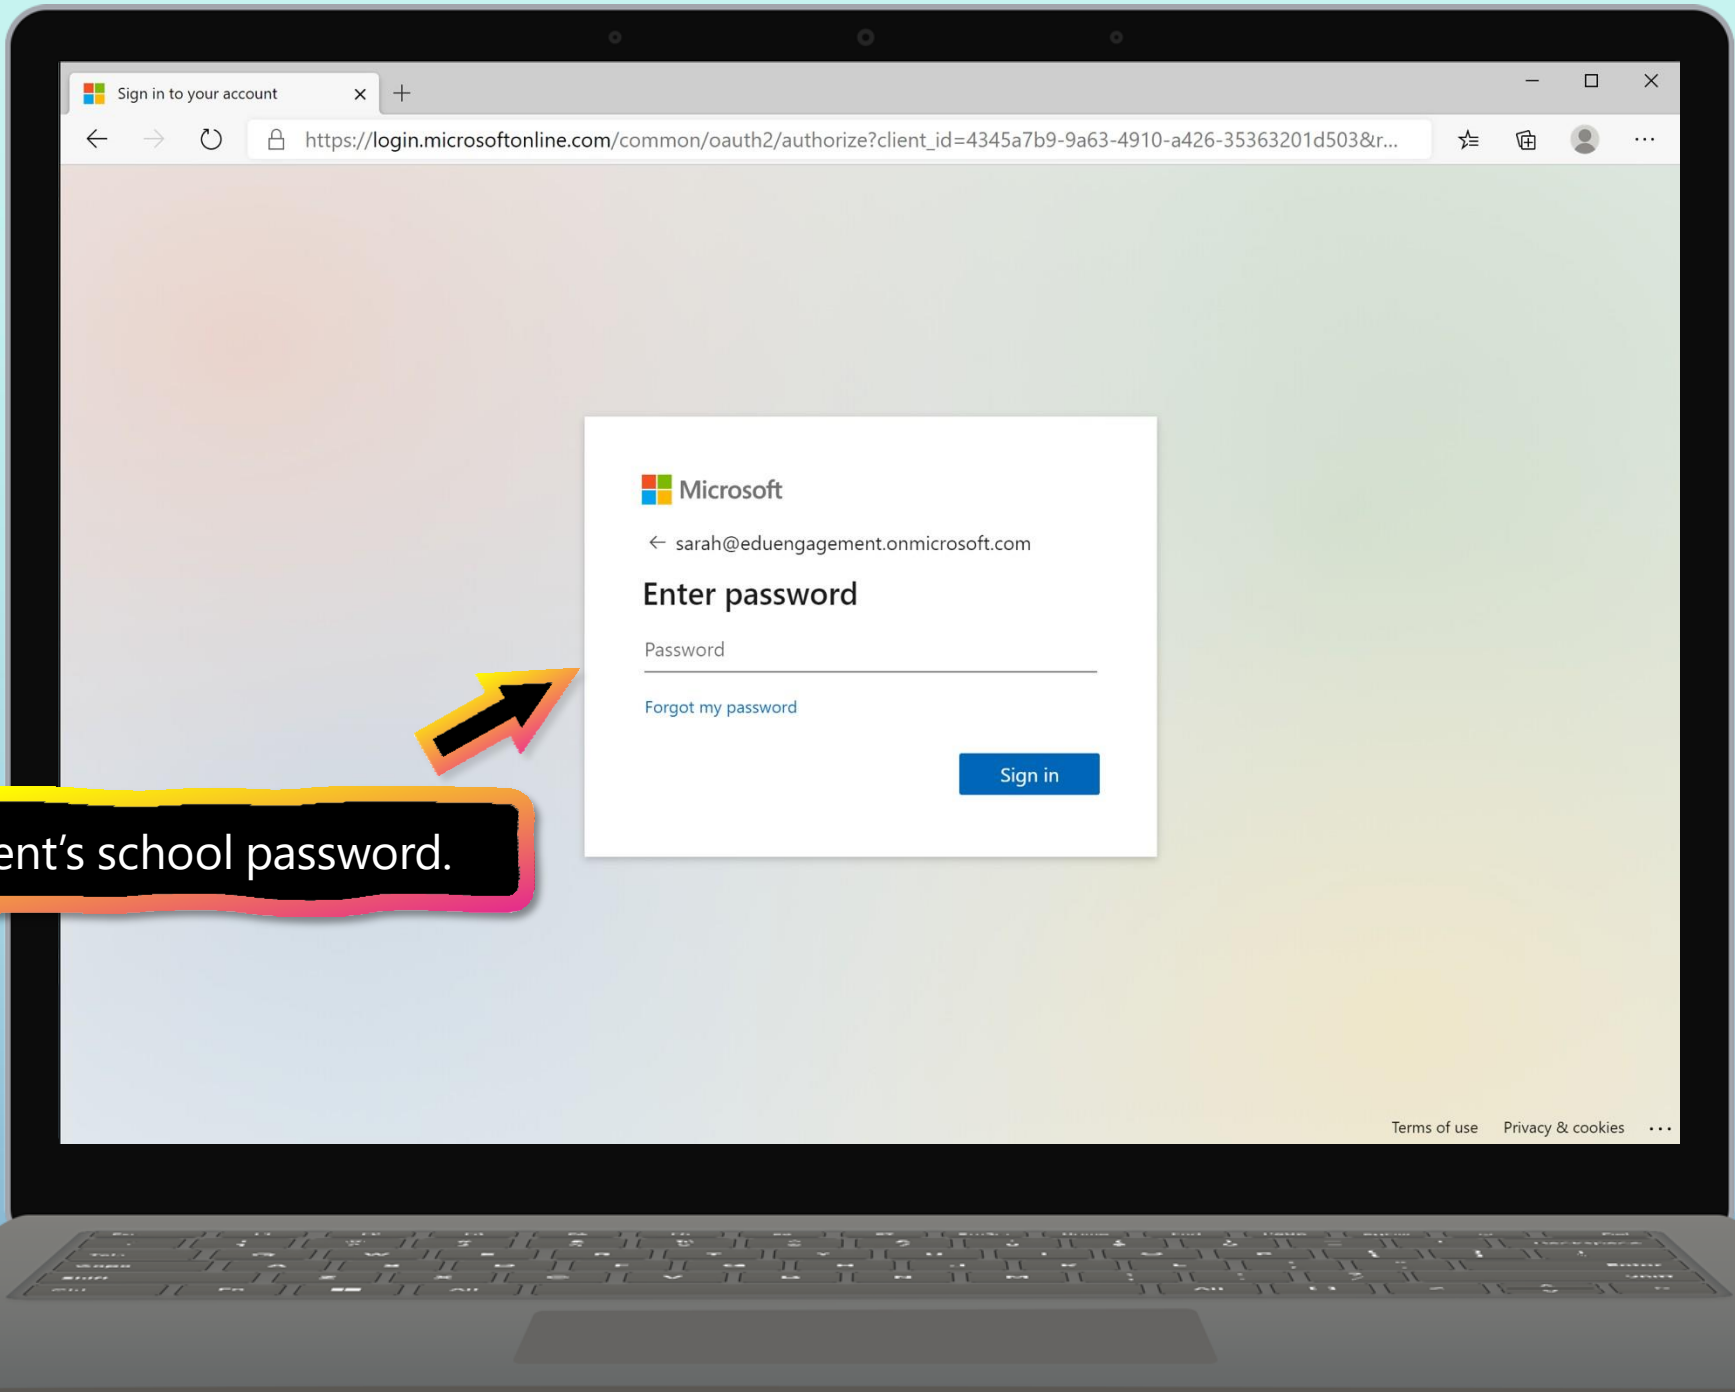 Sign in to your account
https://login.microsoftonline.com/common/oauth2/authorize?client_id=4345a7b9-9a63-4910-a426-35363201d503&r...
Microsoft
sarah@eduengagement.onmicrosoft.com
Enter password
Password
Forgot my password
Sign in
ent's school password.
Terms of use Privacy & cookies ...